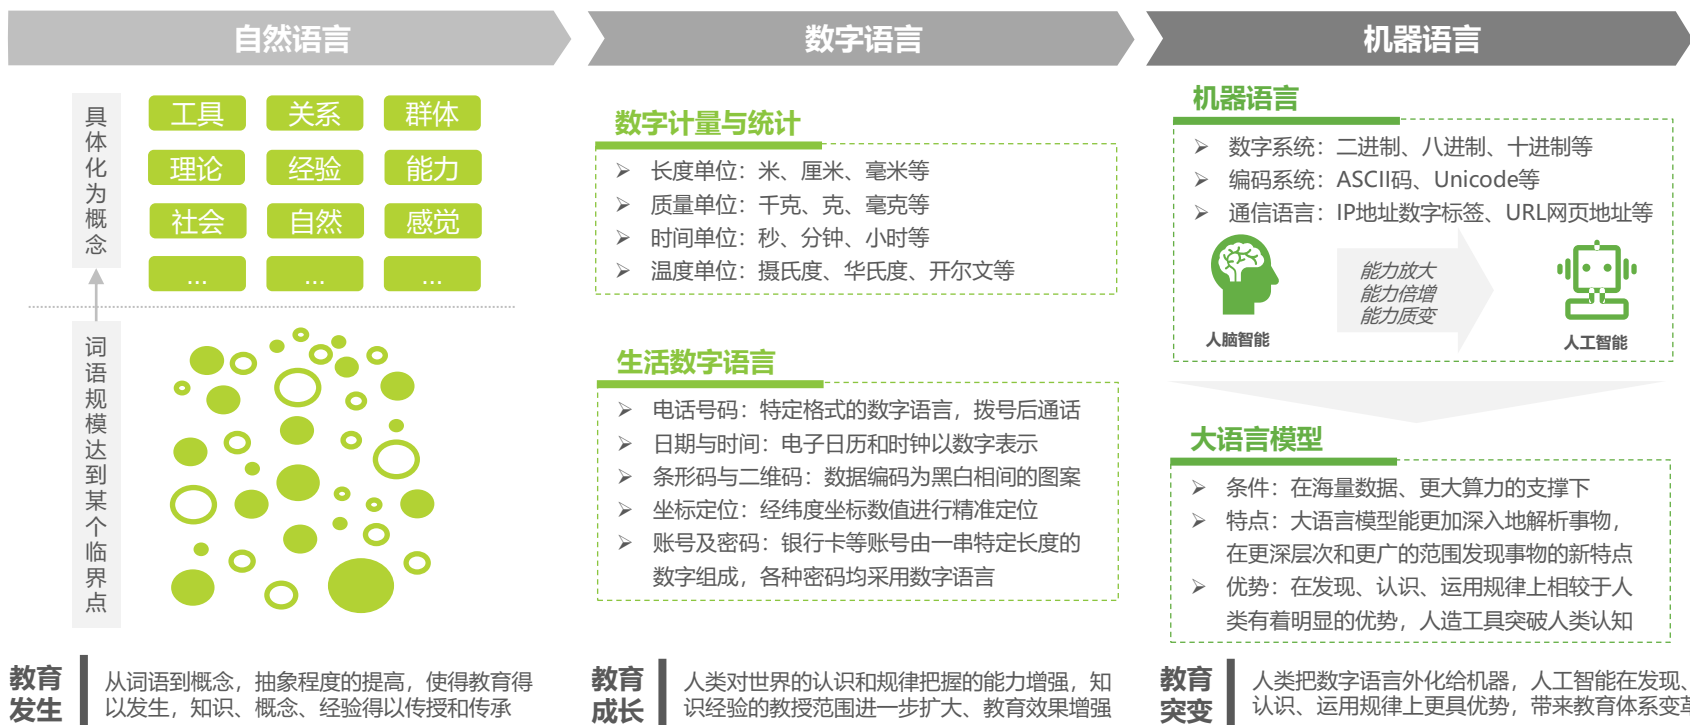 自然语言
具体化为概念
工具 关系 群体
理论 经验 能力
社会 自然 感觉
... ... ...
词语规模达到某个临界点
教育发生
从词语到概念，抽象程度的提高，使得教育得
以发生，知识、概念、经验得以传授和传承
数字语言
数字计量与统计
➢ 长度单位：米、厘米、毫米等
➢ 质量单位：千克、克、毫克等
➢ 时间单位：秒、分钟、小时等
➢ 温度单位：摄氏度、华氏度、开尔文等
生活数字语言
➢ 电话号码：特定格式的数字语言，拨号后通话
➢ 日期与时间：电子日历和时钟以数字表示
➢ 条形码与二维码：数据编码为黑白相间的图案
➢ 坐标定位：经纬度坐标数值进行精准定位
➢ 账号及密码：银行卡等账号由一串特定长度的
数字组成，各种密码均采用数字语言
教育
成长
人类对世界的认识和规律把握的能力增强，知
识经验的教授范围进一步扩大、教育效果增强
机器语言
机器语言
➢ 数字系统：二进制、八进制、十进制等
➢ 编码系统：ASCII码、Unicode等
➢ 通信语言：IP地址数字标签、URL网页地址等
能力放大
能力倍增
能力质变
人脑智能
人工智能
大语言模型
➢ 条件：在海量数据、更大算力的支撑下
➢ 特点：大语言模型能更加深入地解析事物，
在更深层次和更广的范围发现事物的新特点
➢ 优势：在发现、认识、运用规律上相较于人
类有着明显的优势，人造工具突破人类认知
教育
突变
人类把数字语言外化给机器，人工智能在发现、
认识、运用规律上更具优势，带来教育体系变革